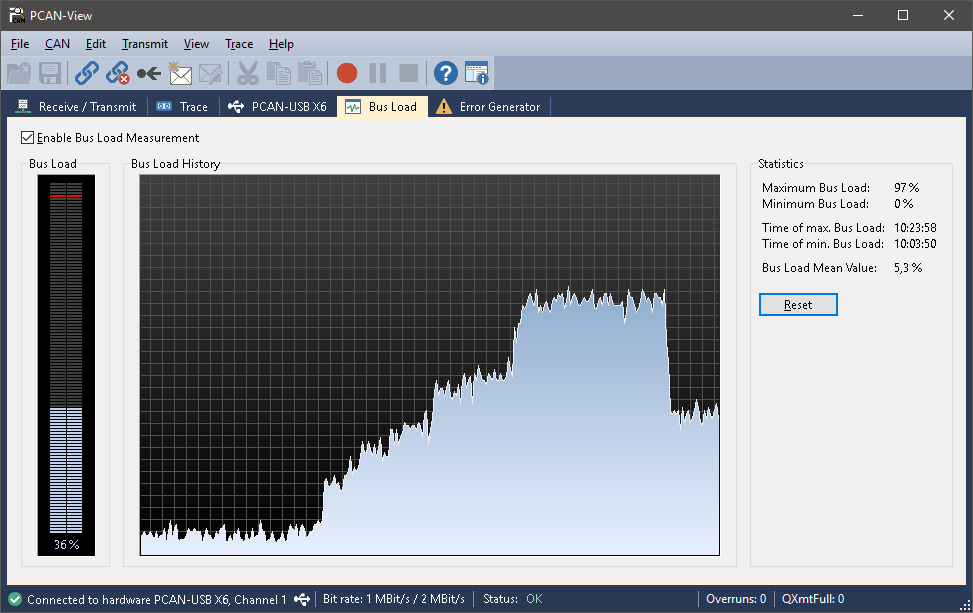 PCAN-View
File CAN Edit Transmit View Trace Help
Receive / Transmit Trace PCAN-USB X6 Bus Load Error Generator
Enable Bus Load Measurement
Bus Load
36%
Bus Load History
Statistics
Maximum Bus Load: 97%
Minimum Bus Load: 0%
Time of max. Bus Load: 10:23:58
Time of min. Bus Load: 10:03:50
Bus Load Mean Value: 5,3%
Reset
Connected to hardware PCAN-USB X6, Channel 1 Bit rate: 1 MBit/s / 2 MBit/s Status: OK Overruns: 0 QXmtFull: 0